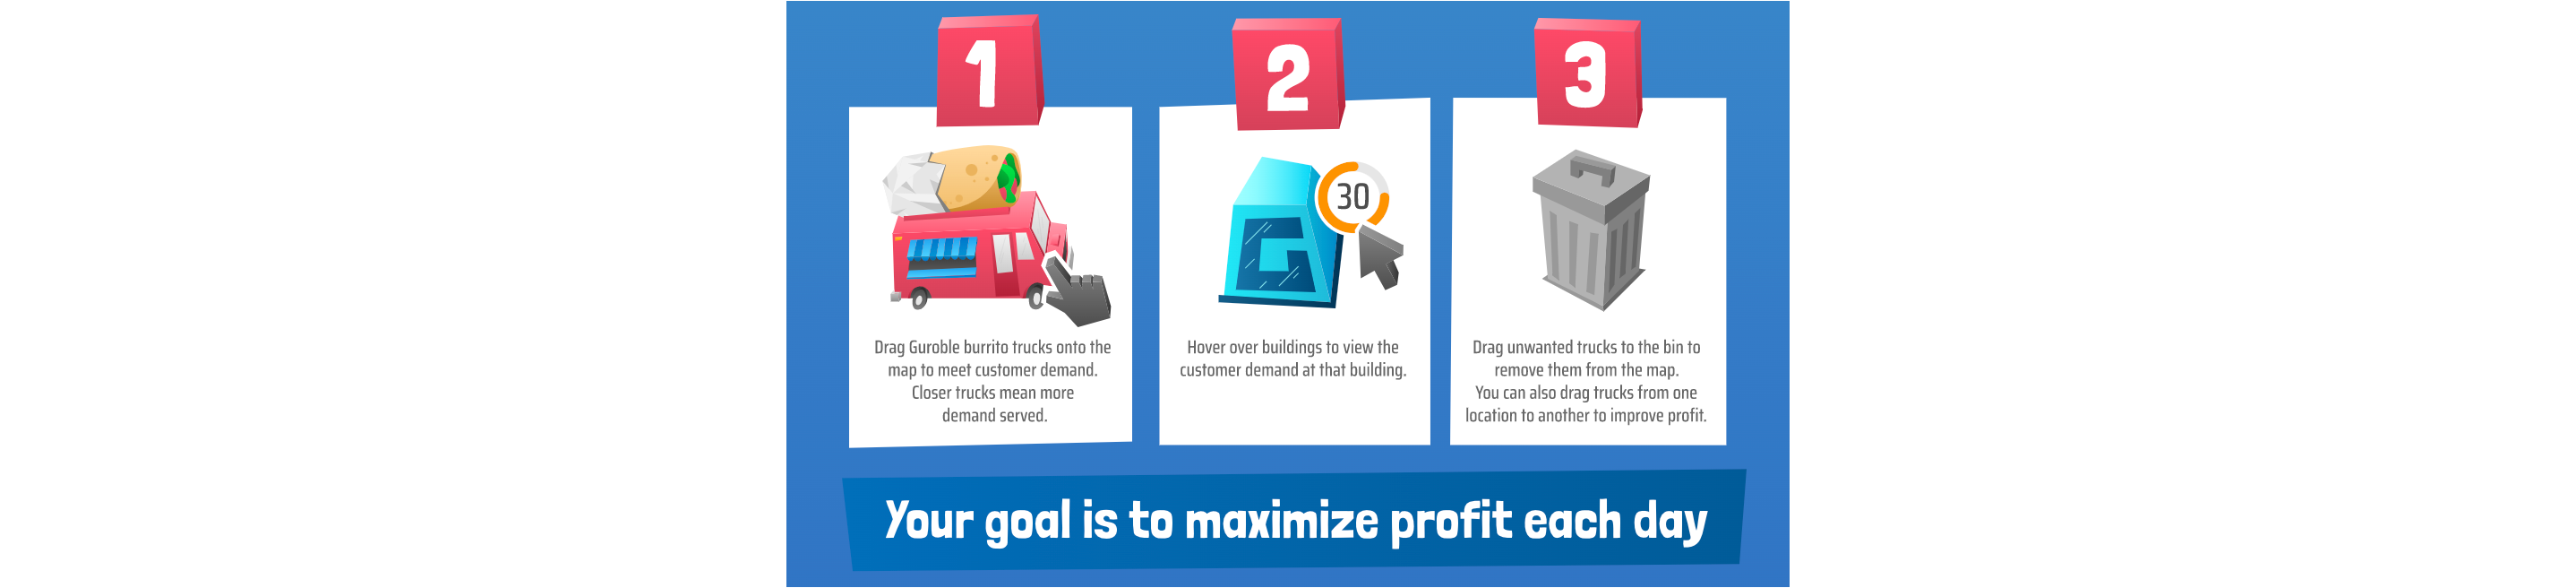 1
2
3
30
Drag Guroble burrito trucks onto the
map to meet customer demand.
Closer trucks mean more
demand served.
Hover over buildings to view the
customer demand at that building.
Drag unwanted trucks to the bin to
remove them from the map.
You can also drag trucks from one
location to another to improve profit.
Your goal is to maximize profit each day